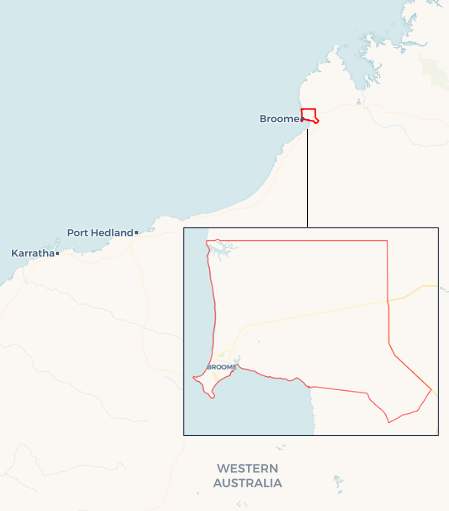 Broome
Port Hedland
Karratha
BROOME
WESTERN
AUSTRALIA